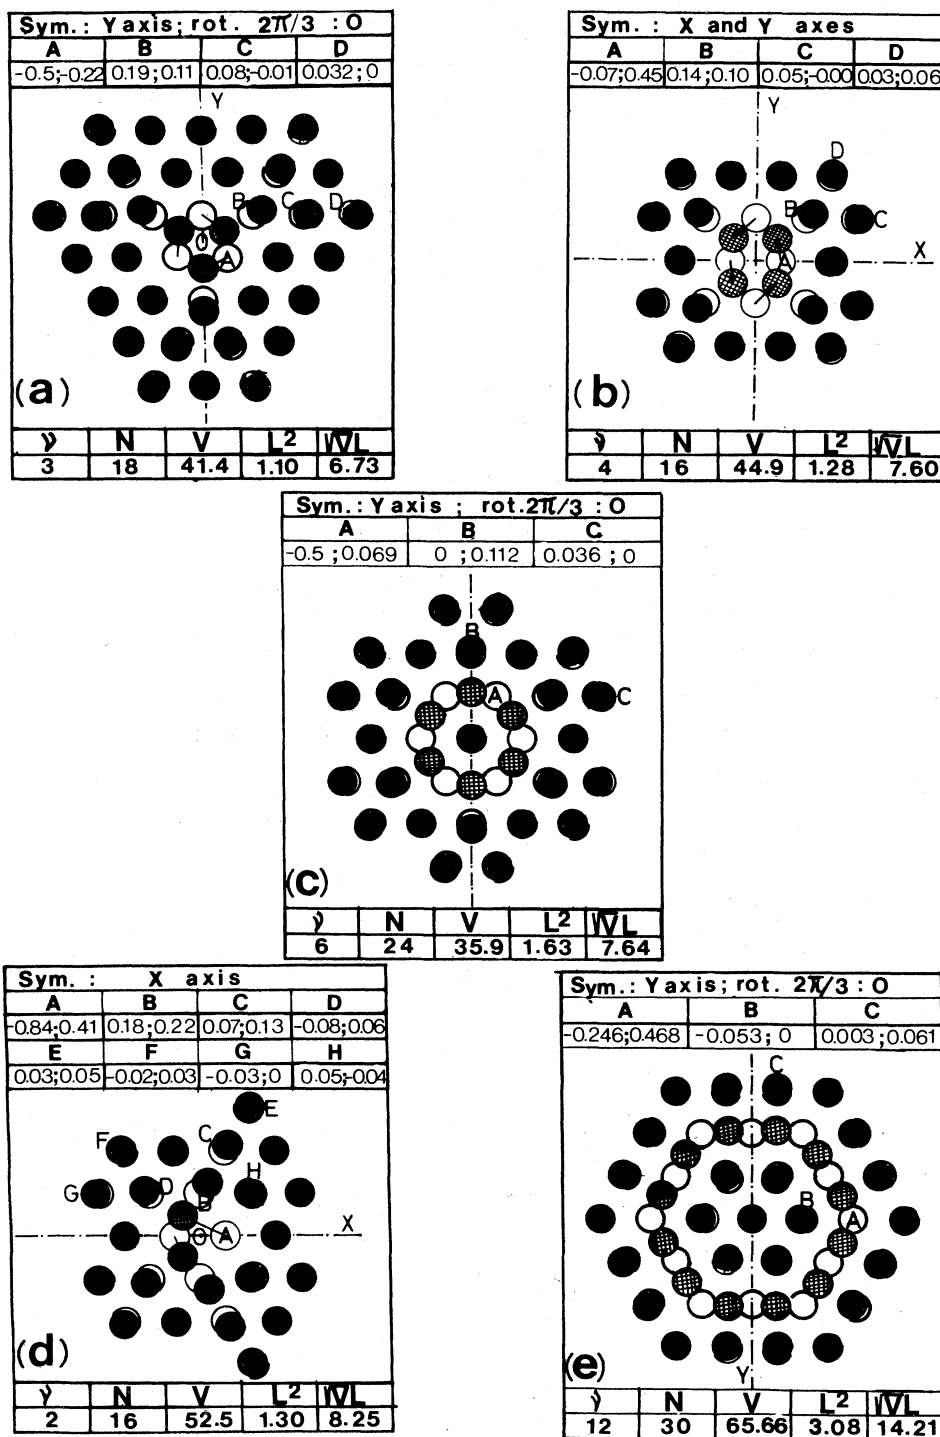 Sym.: Y axis; rot. 2π/3 : O
A B C D
-0.5;-0.22 0.19;0.11 0.08;-0.01 0.032;0
Y
B C D
O
A
(a)
ν N V L² √VL
3 18 41.4 1.10 6.73
Sym.: X and Y axes
A B C D
-0.07;0.45 0.14;0.10 0.05;-0.00 0.03;0.06
Y
D
B
C
X
A
(b)
ν N V L² √VL
4 16 44.9 1.28 7.60
Sym.: Y axis ; rot. 2π/3 : O
A B C
-0.5 ; 0.069 0 ; 0.112 0.036 ; 0
B
A C
(c)
ν N V L² √VL
6 24 35.9 1.63 7.64
Sym.: X axis
A B C D
-0.84;0.41 0.18;0.22 0.07;0.13 -0.08;0.06
E F G H
0.03;0.05 -0.02;0.03 -0.03;0 0.05;-0.04
E
F C
H
G D
B
X
O A
(d)
ν N V L² √VL
2 16 52.5 1.30 8.25
Sym.: Y axis; rot. 2π/3 : O
A B C
-0.246;0.468 -0.053; 0 0.003;0.061
C
B
A
Y
(e)
ν N V L² √VL
12 30 65.66 3.08 14.21